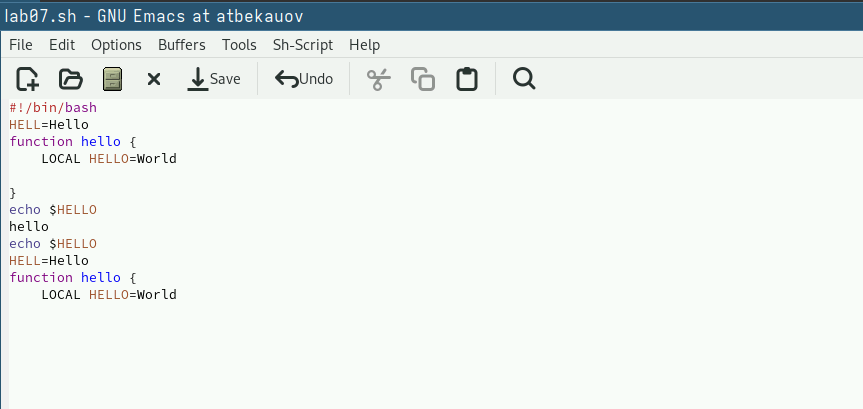 lab07.sh - GNU Emacs at atbekauov
File Edit Options Buffers Tools Sh-Script Help
Save Undo
#!/bin/bash
HELL=Hello
function hello {
    LOCAL HELLO=World

}
echo $HELLO
hello
echo $HELLO
HELL=Hello
function hello {
    LOCAL HELLO=World